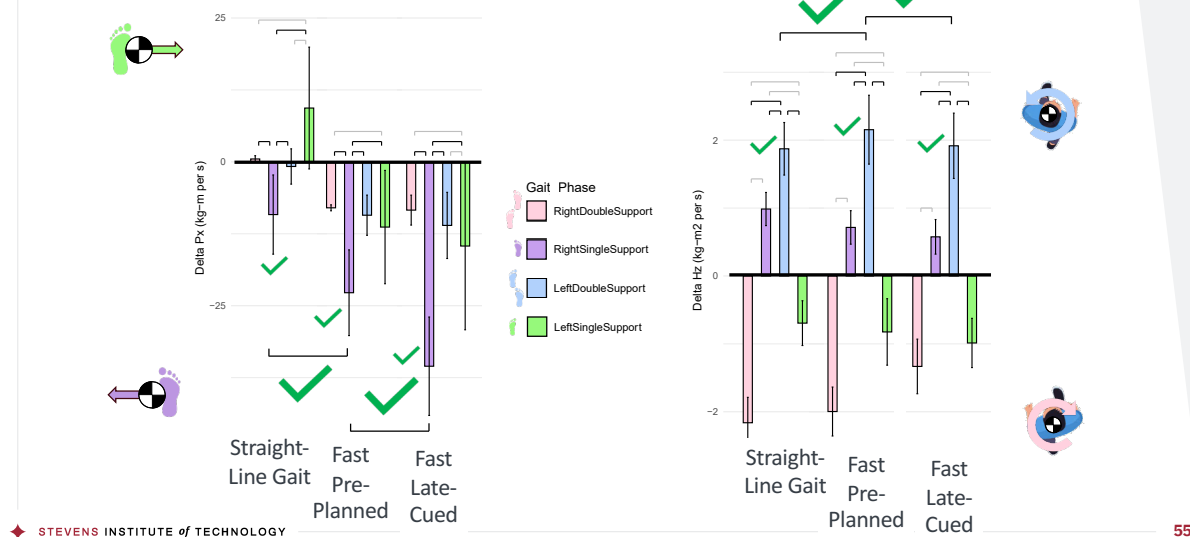 25
0
−25
Delta Px (kg−m per s)
Straight-
Line Gait
Fast
Pre-
Planned
Fast
Late-
Cued
Gait Phase
RightDoubleSupport
RightSingleSupport
LeftDoubleSupport
LeftSingleSupport
2
0
−2
Delta Hz (kg−m2 per s)
Straight-
Line Gait
Fast
Pre-
Planned
Fast
Late-
Cued
STEVENS INSTITUTE of TECHNOLOGY
55